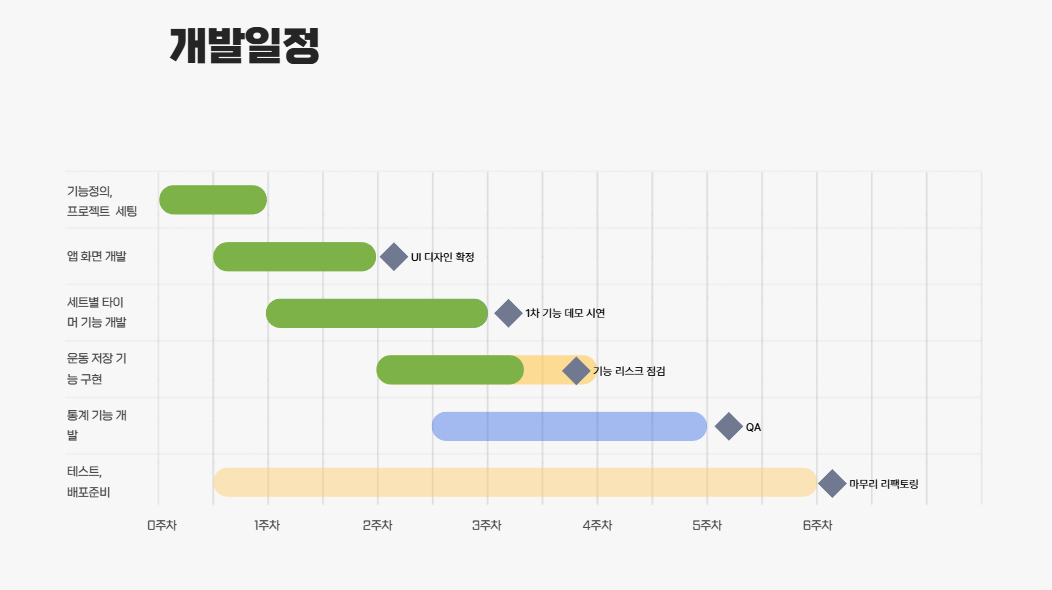 개발일정
기능정의,
프로젝트 세팅
앱 화면 개발
UI 디자인 확정
세트별 타이
머 기능 개발
1차 기능 데모 시연
운동 저장 기
능 구현
기능 리스크 점검
통계 기능 개
발
QA
테스트,
배포준비
마무리 리팩토링
0주차
1주차
2주차
3주차
4주차
5주차
6주차